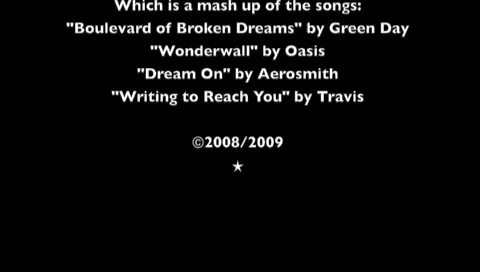 Which is a mash up of the songs:
"Boulevard of Broken Dreams" by Green Day
"Wonderwall" by Oasis
"Dream On" by Aerosmith
"Writing to Reach You" by Travis
©2008/2009
★